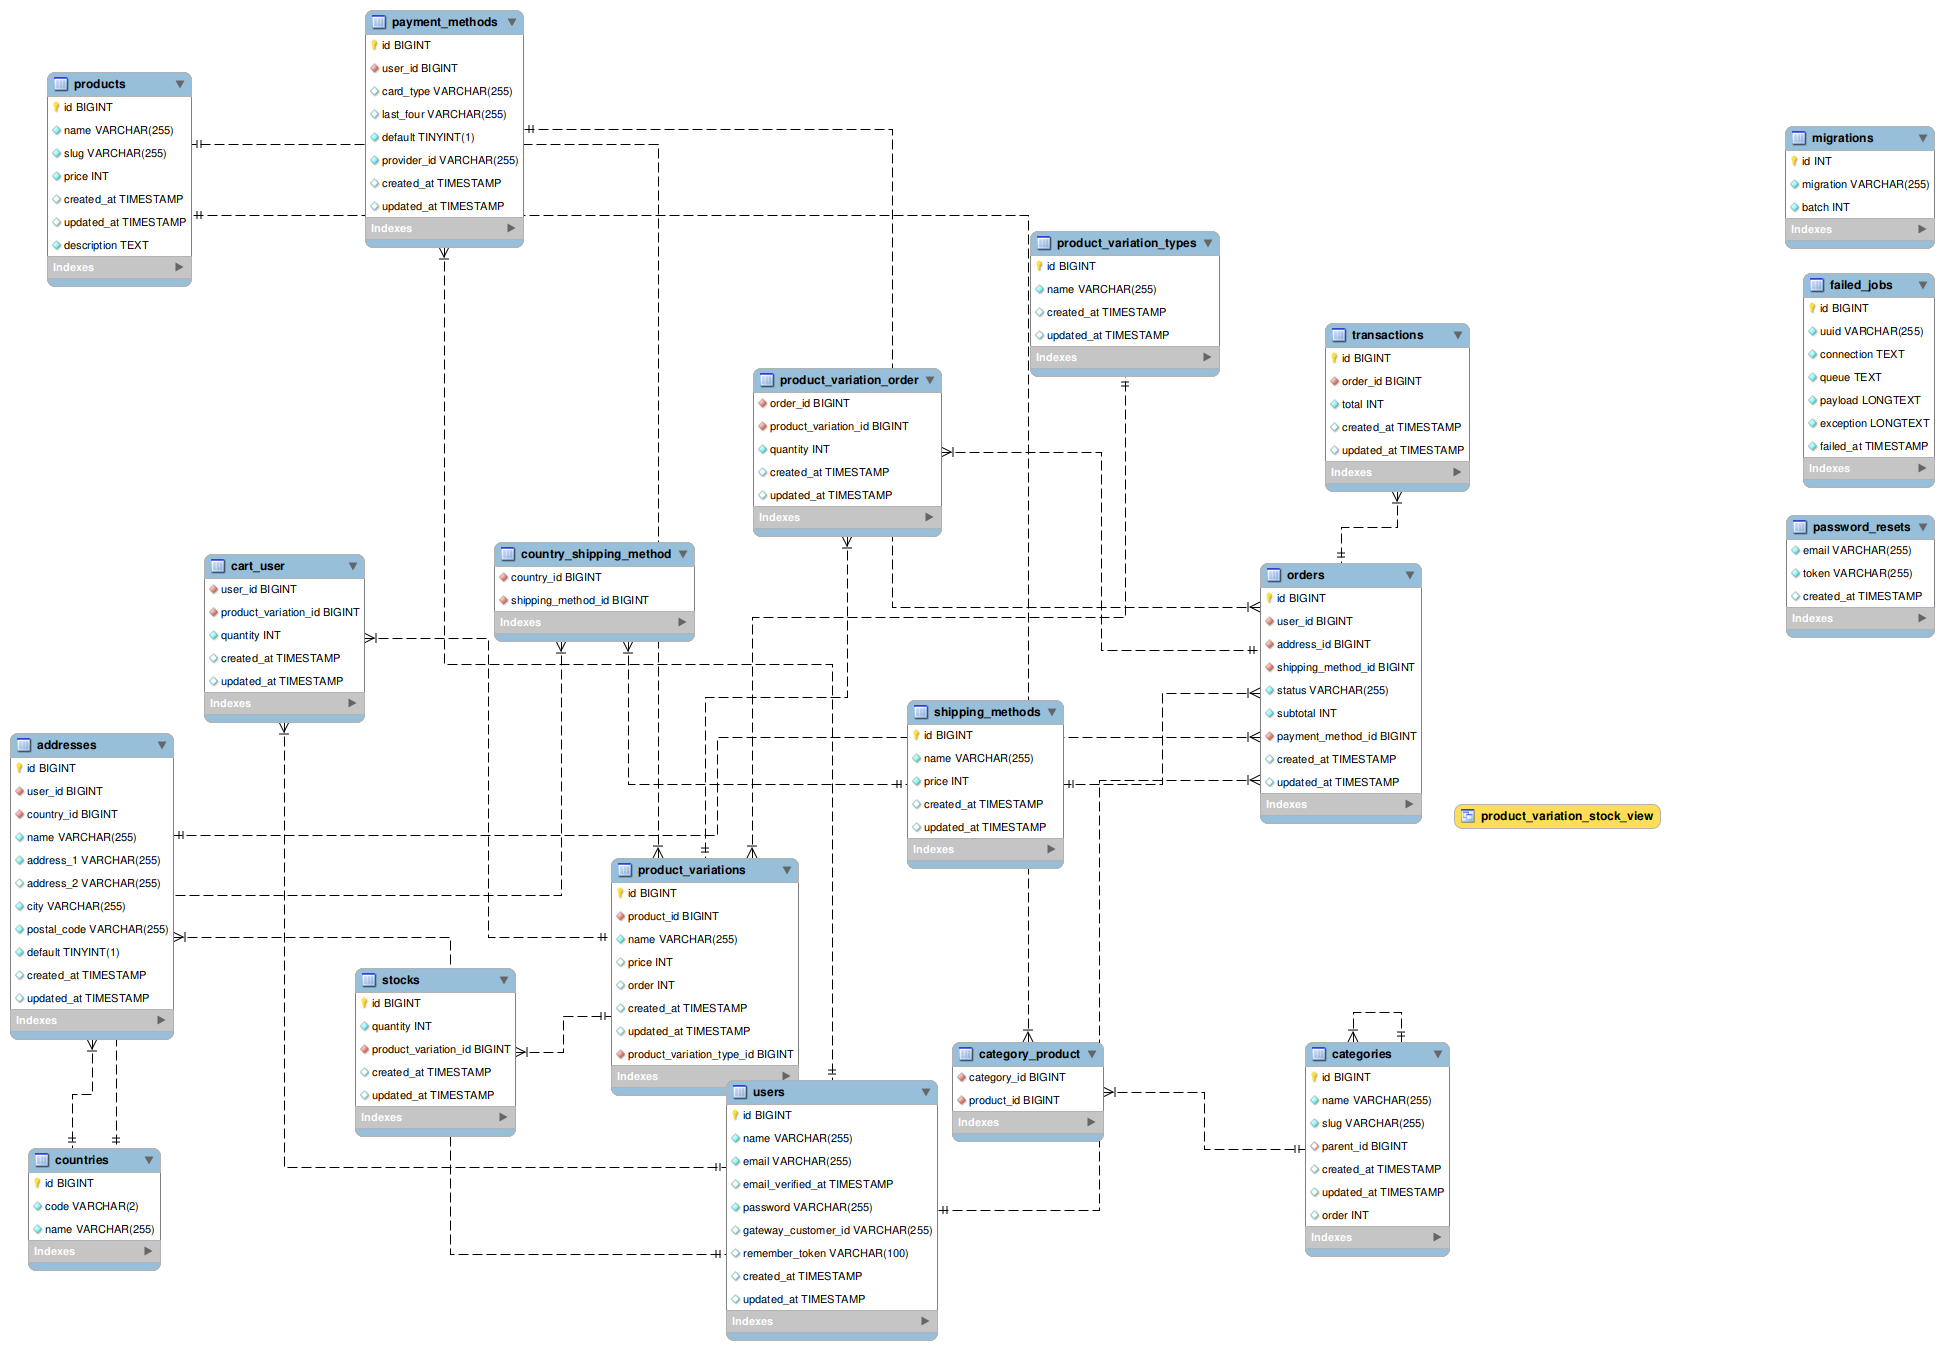 payment_methods
id BIGINT
user_id BIGINT
card_type VARCHAR(255)
last_four VARCHAR(255)
default TINYINT(1)
provider_id VARCHAR(255)
created_at TIMESTAMP
updated_at TIMESTAMP
Indexes
products
id BIGINT
name VARCHAR(255)
slug VARCHAR(255)
price INT
created_at TIMESTAMP
updated_at TIMESTAMP
description TEXT
Indexes
migrations
id INT
migration VARCHAR(255)
batch INT
Indexes
product_variation_types
id BIGINT
name VARCHAR(255)
created_at TIMESTAMP
updated_at TIMESTAMP
Indexes
failed_jobs
id BIGINT
uuid VARCHAR(255)
connection TEXT
queue TEXT
payload LONGTEXT
exception LONGTEXT
failed_at TIMESTAMP
Indexes
transactions
id BIGINT
order_id BIGINT
total INT
created_at TIMESTAMP
updated_at TIMESTAMP
Indexes
product_variation_order
order_id BIGINT
product_variation_id BIGINT
quantity INT
created_at TIMESTAMP
updated_at TIMESTAMP
Indexes
password_resets
email VARCHAR(255)
token VARCHAR(255)
created_at TIMESTAMP
Indexes
country_shipping_method
country_id BIGINT
shipping_method_id BIGINT
Indexes
cart_user
user_id BIGINT
product_variation_id BIGINT
quantity INT
created_at TIMESTAMP
updated_at TIMESTAMP
Indexes
orders
id BIGINT
user_id BIGINT
address_id BIGINT
shipping_method_id BIGINT
status VARCHAR(255)
subtotal INT
payment_method_id BIGINT
created_at TIMESTAMP
updated_at TIMESTAMP
Indexes
shipping_methods
id BIGINT
name VARCHAR(255)
price INT
created_at TIMESTAMP
updated_at TIMESTAMP
Indexes
addresses
id BIGINT
user_id BIGINT
country_id BIGINT
name VARCHAR(255)
address_1 VARCHAR(255)
address_2 VARCHAR(255)
city VARCHAR(255)
postal_code VARCHAR(255)
default TINYINT(1)
created_at TIMESTAMP
updated_at TIMESTAMP
Indexes
product_variation_stock_view
product_variations
id BIGINT
product_id BIGINT
name VARCHAR(255)
price INT
order INT
created_at TIMESTAMP
updated_at TIMESTAMP
product_variation_type_id BIGINT
Indexes
stocks
id BIGINT
quantity INT
product_variation_id BIGINT
created_at TIMESTAMP
updated_at TIMESTAMP
Indexes
category_product
category_id BIGINT
product_id BIGINT
Indexes
categories
id BIGINT
name VARCHAR(255)
slug VARCHAR(255)
parent_id BIGINT
created_at TIMESTAMP
updated_at TIMESTAMP
order INT
Indexes
users
id BIGINT
name VARCHAR(255)
email VARCHAR(255)
email_verified_at TIMESTAMP
password VARCHAR(255)
gateway_customer_id VARCHAR(255)
remember_token VARCHAR(100)
created_at TIMESTAMP
updated_at TIMESTAMP
Indexes
countries
id BIGINT
code VARCHAR(2)
name VARCHAR(255)
Indexes